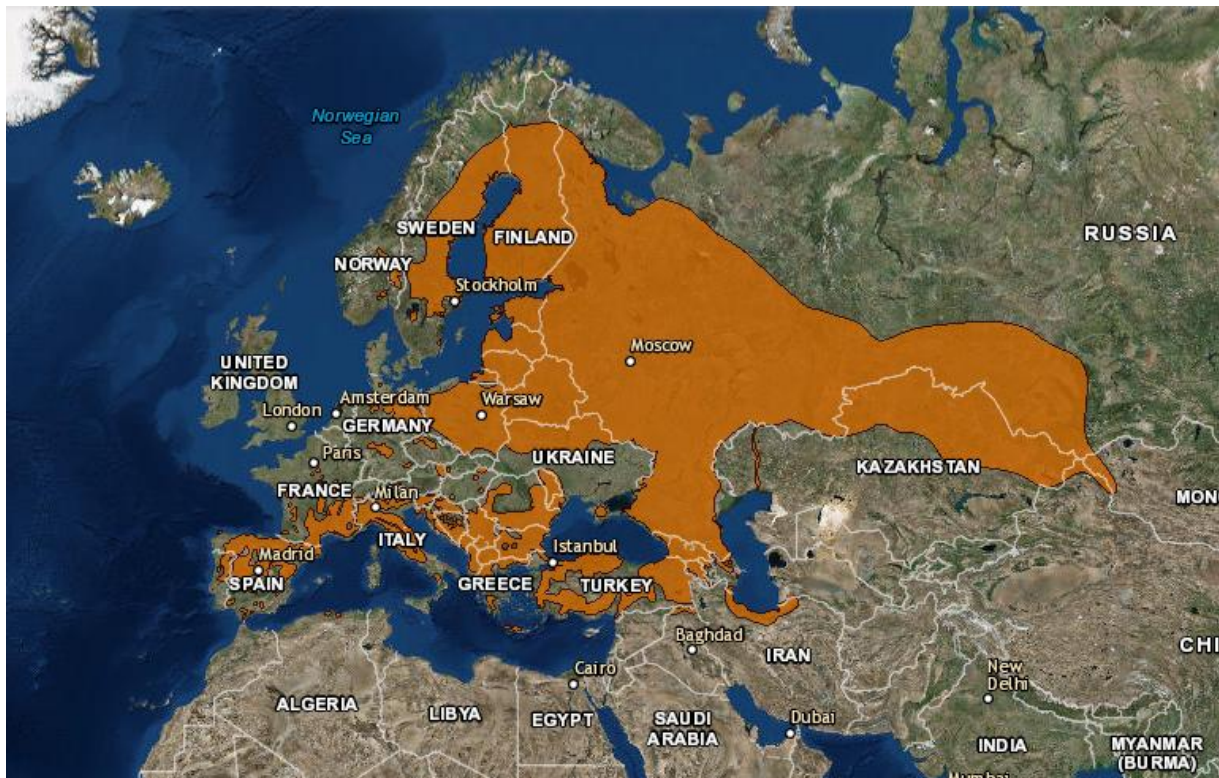 Norwegian
Sea
SWEDEN
FINLAND
NORWAY
RUSSIA
Stockholm
Moscow
UNITED
KINGDOM
Amsterdam
Warsaw
London
GERMANY
Paris
UKRAINE
KAZAKHSTAN
FRANCE
Milan
MON
ITALY
Istanbul
Madrid
SPAIN
GREECE
TURKEY
Baghdad
CHI
IRAN
Cairo
New
Delhi
ALGERIA
LIBYA
EGYPT
SAUDI
ARABIA
Dubai
INDIA
MYANMAR
(BURMA)
Mumbai